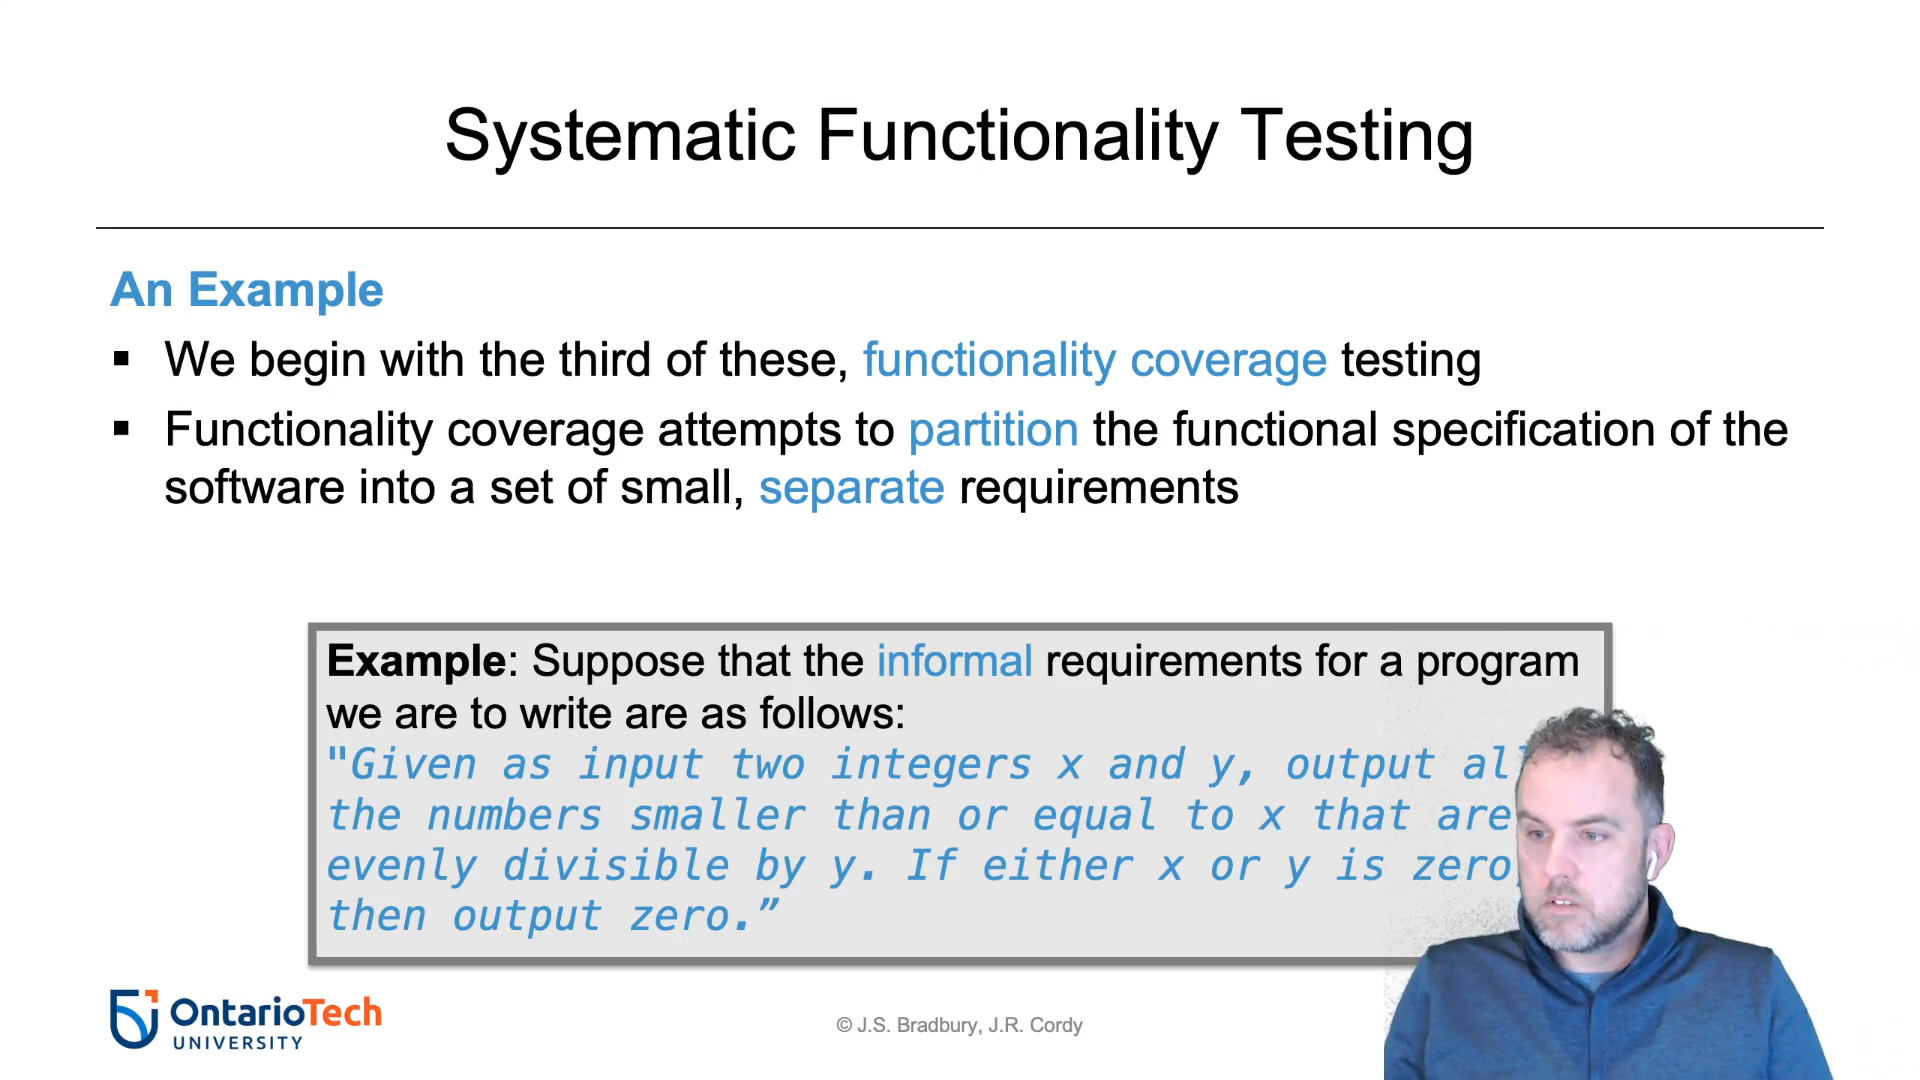 Systematic Functionality Testing
An Example
▪ We begin with the third of these, functionality coverage testing
▪ Functionality coverage attempts to partition the functional specification of the
software into a set of small, separate requirements
Example: Suppose that the informal requirements for a program
we are to write are as follows:
"Given as input two integers x and y, output
the numbers smaller than or equal to x that are
evenly divisible by y. If either x or y is zero
then output zero.”
OntarioTech
UNIVERSITY
© J.S. Bradbury, J.R. Cordy